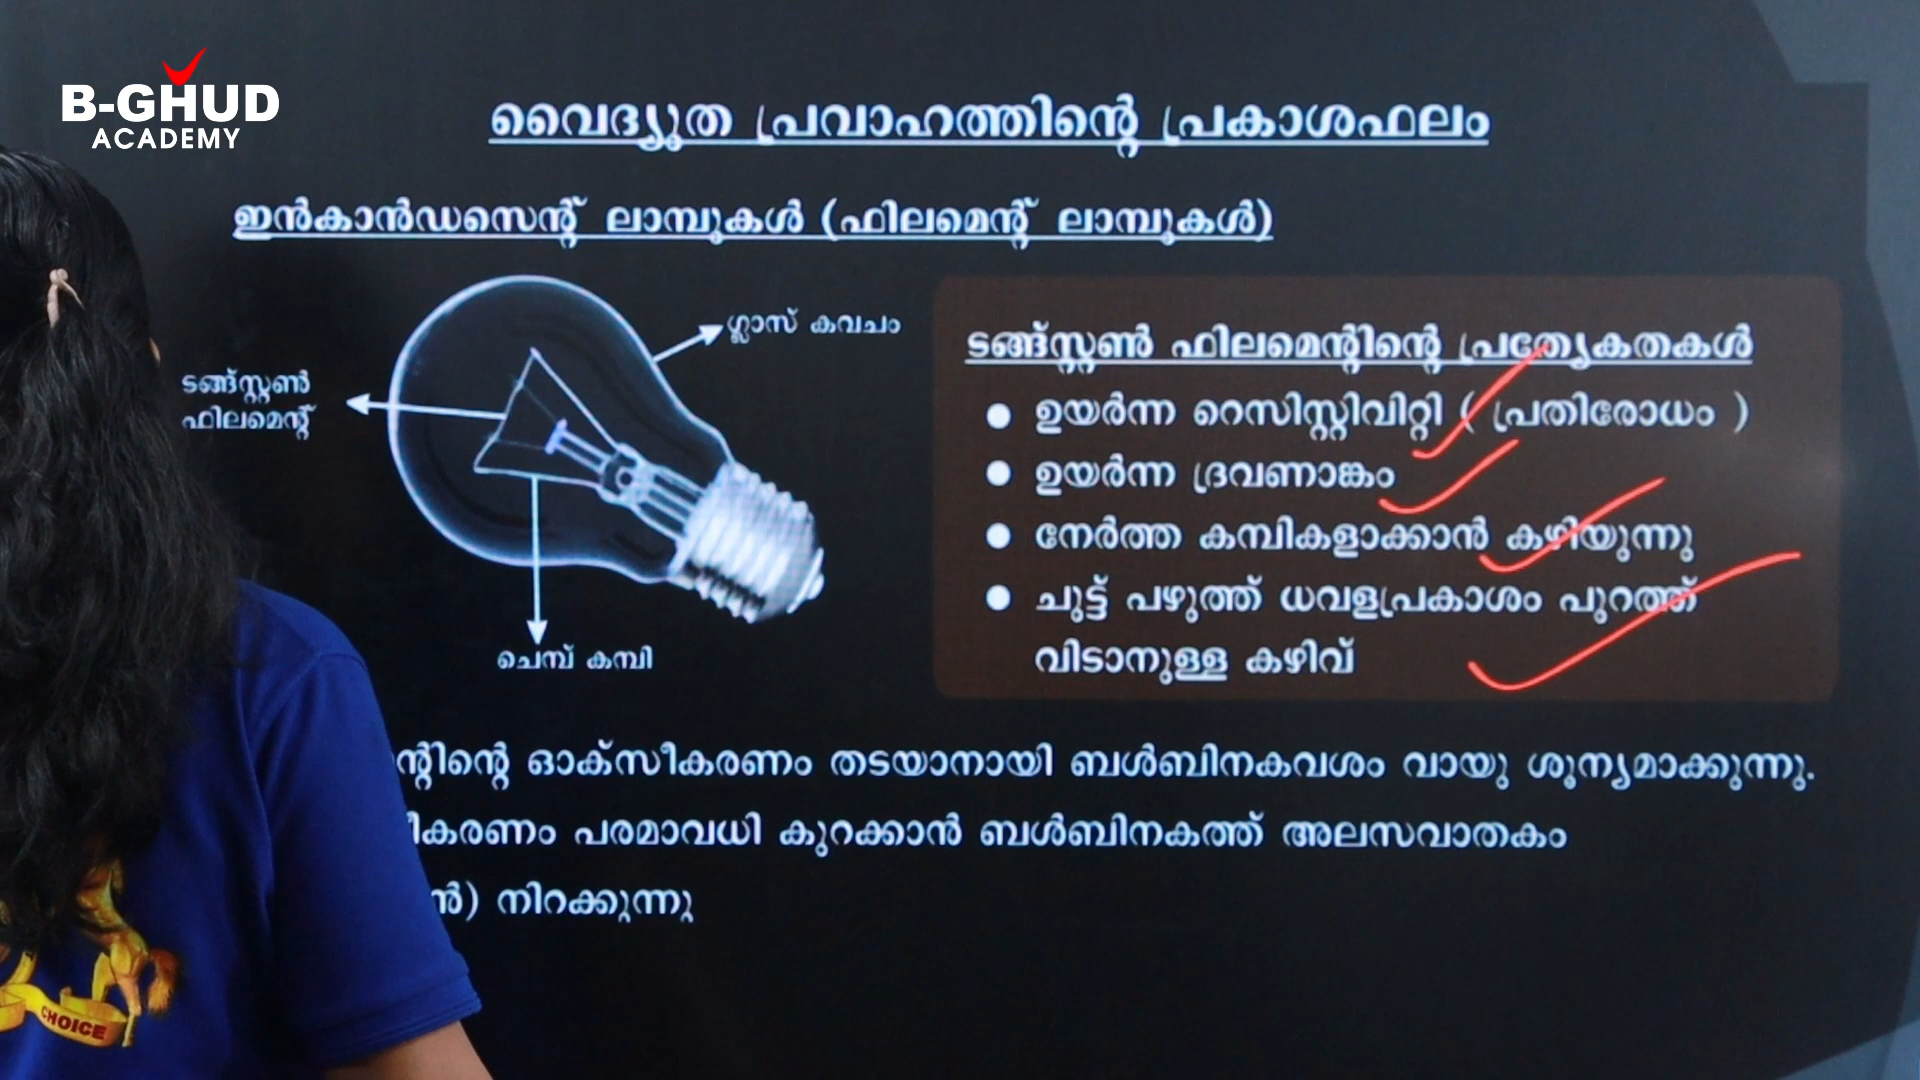 B-GHUD
ACADEMY
വൈദ്യുത പ്രവാഹത്തിന്റെ പ്രകാശഫലം
ഇൻകാൻഡസെന്റ് ലാമ്പുകൾ (ഫിലമെന്റ് ലാമ്പുകൾ)
ഗ്ലാസ് കവചം
ടങ്ങ്സ്റ്റൺ
ഫിലമെന്റ്
ചെമ്പ് കമ്പി
ടങ്ങ്സ്റ്റൺ ഫിലമെന്റിന്റെ പ്രത്യേകതകൾ
● ഉയർന്ന റെസിസ്റ്റിവിറ്റി ( പ്രതിരോധം )
● ഉയർന്ന ദ്രവണാങ്കം
● നേർത്ത കമ്പികളാക്കാൻ കഴിയുന്നു
● ചുട്ട് പഴുത്ത് ധവളപ്രകാശം പുറത്ത്
വിടാനുള്ള കഴിവ്
ഓക്സീകരണം തടയാനായി ബൾബിനകവശം വായു ശൂന്യമാക്കുന്നു.
പരമാവധി കുറക്കാൻ ബൾബിനകത്ത് അലസവാതകം
നിറക്കുന്നു
CHOICE